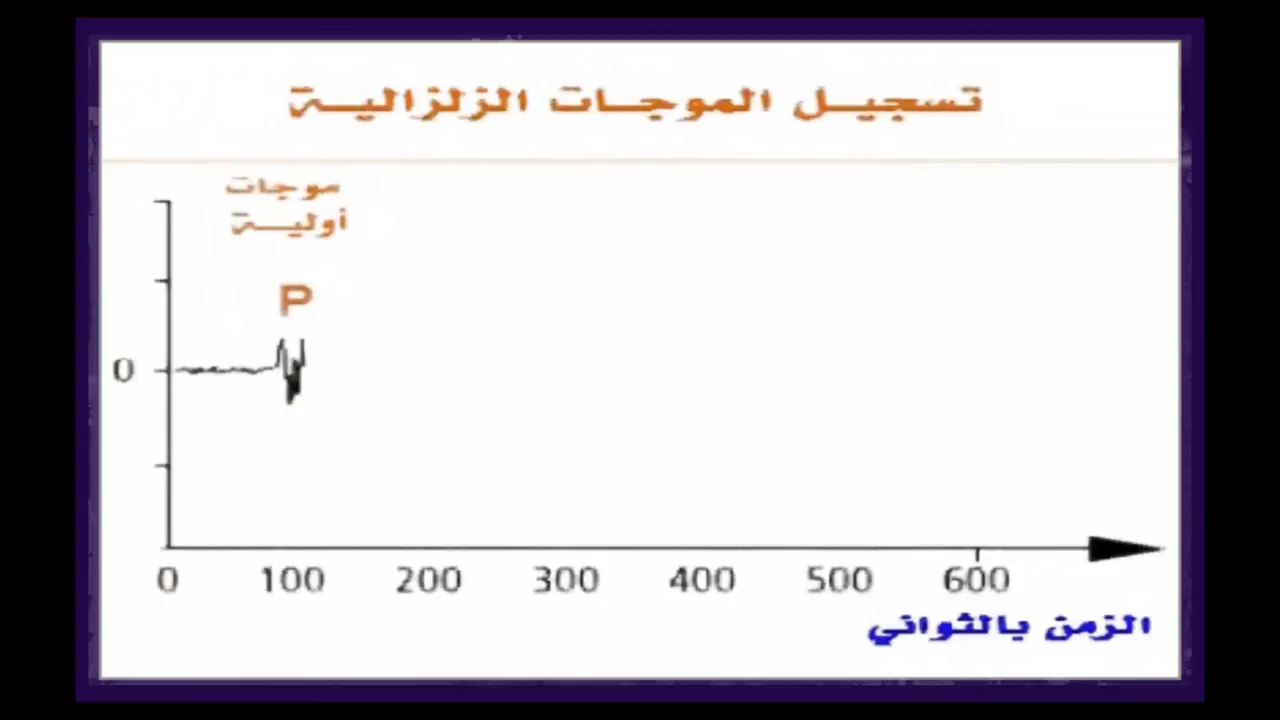 تسجيل الموجات الزلزالية
موجات
أولية
P
0
0 100 200 300 400 500 600
الزمن بالثواني